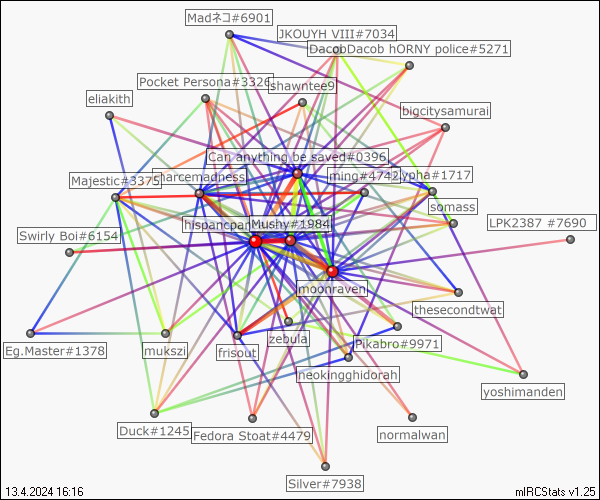 Madネコ#6901
JKOUYH VIII#7034
DacobDacob hORNY police#5271
Pocket Persona#3326
shawntee9
eliakith
bigcitysamurai
Can anything be saved#0396
ming#4742
ypha#1717
Majestic#3375
marcemadness
somass
LPK2387 #7690
hispancpan
Mushy#1984
Swirly Boi#6154
moonraven
thesecondtwat
zebula
Pikabro#9971
Eg.Master#1378
mukszi
frisout
neokingghidorah
yoshimanden
Duck#1245
Fedora Stoat#4479
normalwan
Silver#7938
13.4.2024 16:16
mIRCStats v1.25